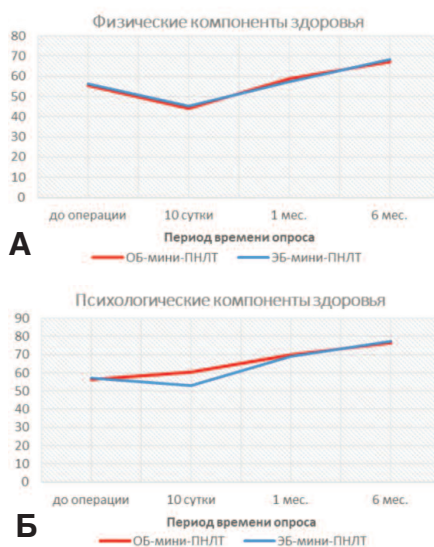 Физические компоненты здоровья
80
70
60
50
40
30
20
10
0
до операции 10 сутки 1 мес. 6 мес.
Период времени опроса
А
ОБ-мини-ПНЛТ ЭБ-мини-ПНЛТ
Психологические компоненты здоровья
90
80
70
60
50
40
30
20
10
0
до операции 10 сутки 1 мес. 6 мес.
Период времени опроса
Б
ОБ-мини-ПНЛТ ЭБ-мини-ПНЛТ